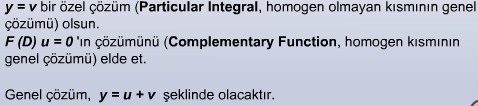 y = v bir özel çözüm (Particular Integral, homogen olmayan kısmının genel
çözümü) olsun.
F (D) u = 0 'ın çözümünü (Complementary Function, homogen kısmının
genel çözümü) elde et.
Genel çözüm, y = u + v şeklinde olacaktır.